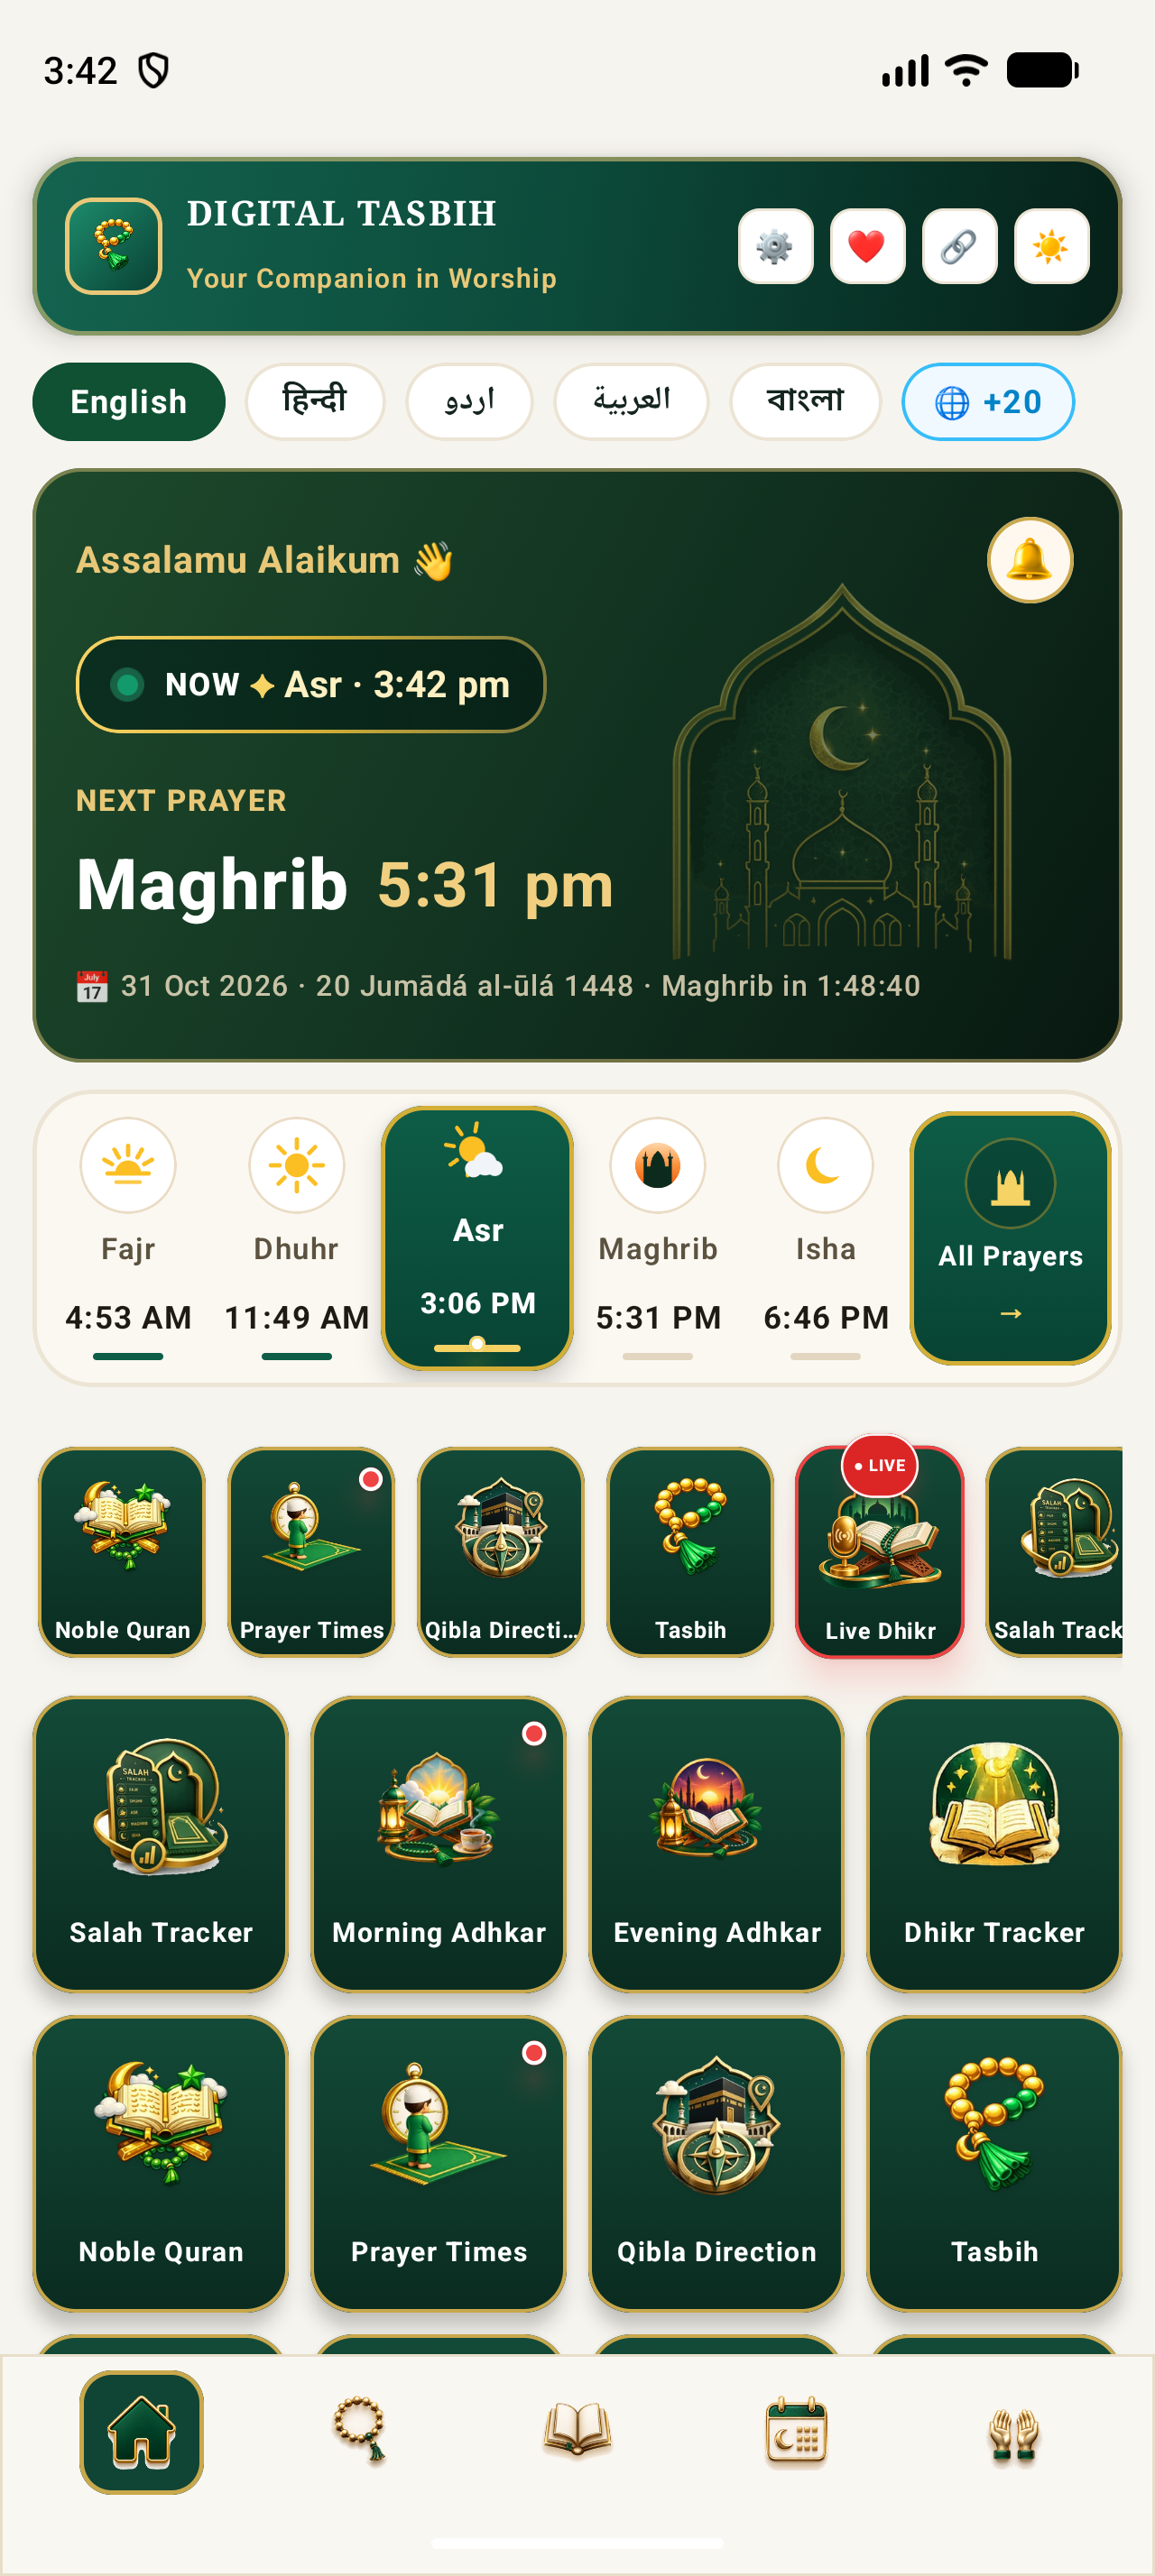 3:42
DIGITAL TASBIH
Your Companion in Worship
English
हिन्दी
اردو
العربية
বাংলা
+20
Assalamu Alaikum 👋
NOW ✦ Asr · 3:42 pm
NEXT PRAYER
Maghrib 5:31 pm
📅 31 Oct 2026 · 20 Jumādá al-ūlá 1448 · Maghrib in 1:48:40
Fajr
4:53 AM
Dhuhr
11:49 AM
Asr
3:06 PM
Maghrib
5:31 PM
Isha
6:46 PM
All Prayers
→
Noble Quran
Prayer Times
Qibla Directi...
Tasbih
• LIVE
Live Dhikr
Salah Track
Salah Tracker
Morning Adhkar
Evening Adhkar
Dhikr Tracker
Noble Quran
Prayer Times
Qibla Direction
Tasbih